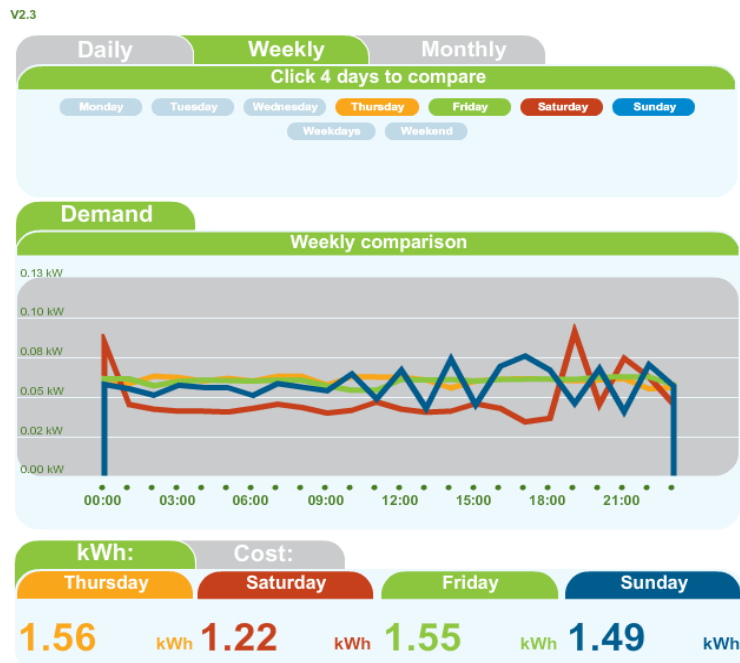 V2.3
Daily Weekly Monthly
Click 4 days to compare
Monday Tuesday Wednesday Thursday Friday Saturday Sunday
Weekdays Weekend
Demand
Weekly comparison
0.13 kW
0.10 kW
0.08 kW
0.05 kW
0.02 kW
0.00 kW
00:00 03:00 06:00 09:00 12:00 15:00 18:00 21:00
kWh: Cost:
Thursday Saturday Friday Sunday
1.56 kWh 1.22 kWh 1.55 kWh 1.49 kWh